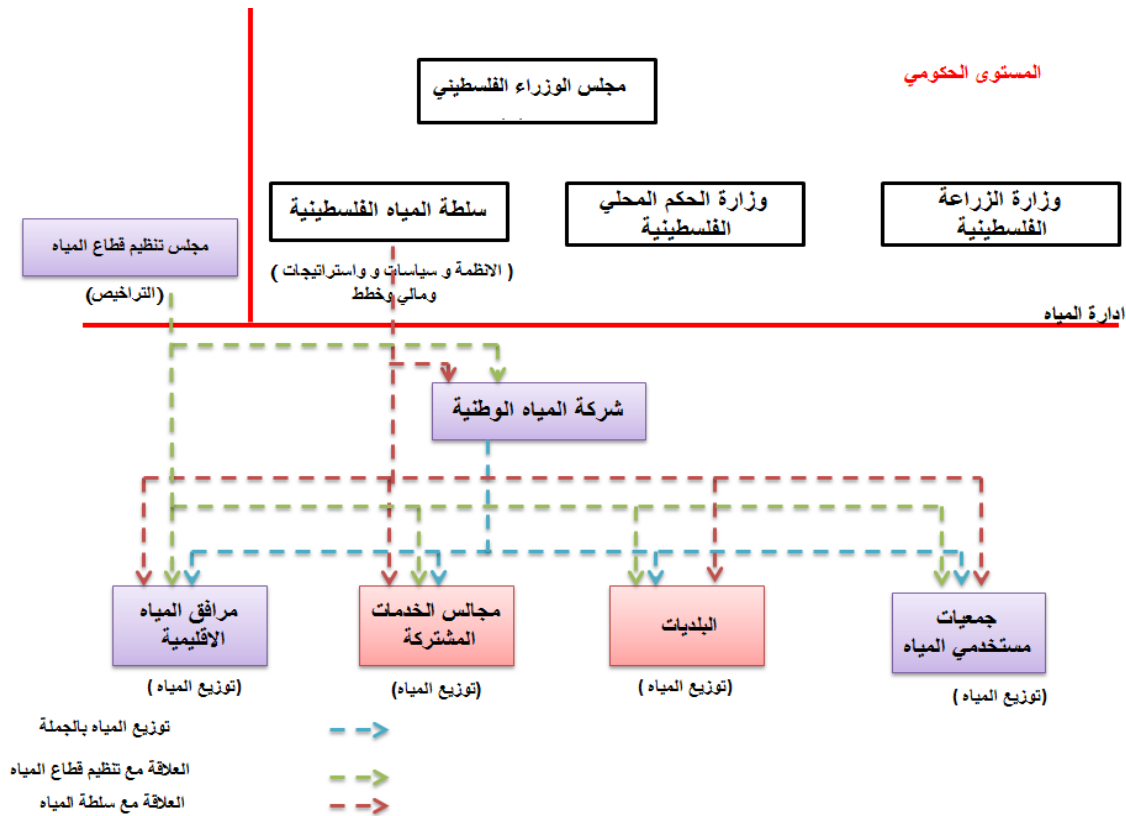 المستوى الحكومي
مجلس الوزراء الفلسطيني
وزارة الزراعة
الفلسطينية
وزارة الحكم المحلي
الفلسطينية
سلطة المياه الفلسطينية
( الانظمة و سياسات و واستراتيجات
ومالي وخطط )
مجلس تنظيم قطاع المياه
(التراخيص)
ادارة المياه
شركة المياه الوطنية
جمعيات
مستخدمي المياه
(توزيع المياه )
البلديات
(توزيع المياه )
مجالس الخدمات
المشتركة
(توزيع المياه)
مرافق المياه
الاقليمية
(توزيع المياه )
توزيع المياه بالجملة
العلاقة مع تنظيم قطاع المياه
العلاقة مع سلطة المياه